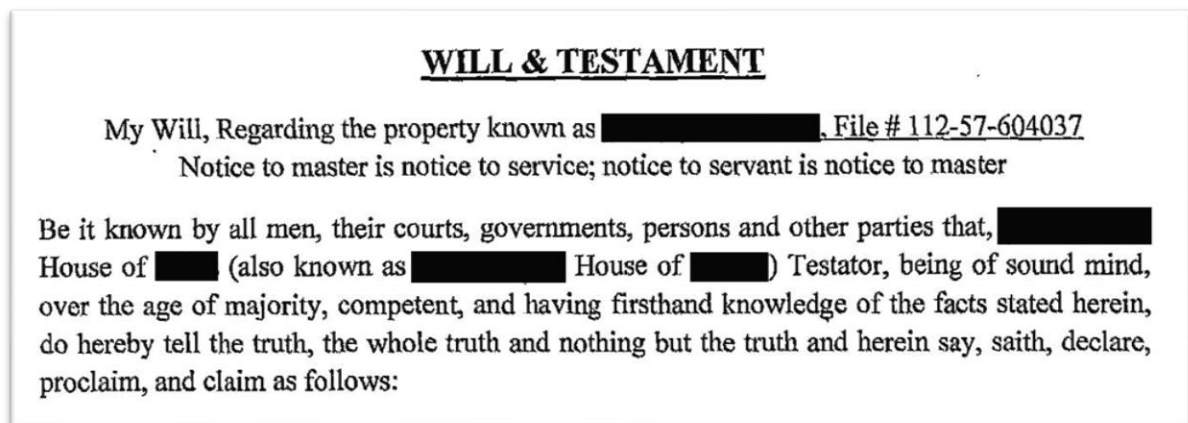 WILL & TESTAMENT
My Will, Regarding the property known as , File # 112-57-604037
Notice to master is notice to service; notice to servant is notice to master
Be it known by all men, their courts, governments, persons and other parties that,
House of (also known as House of ) Testator, being of sound mind,
over the age of majority, competent, and having firsthand knowledge of the facts stated herein,
do hereby tell the truth, the whole truth and nothing but the truth and herein say, saith, declare,
proclaim, and claim as follows: